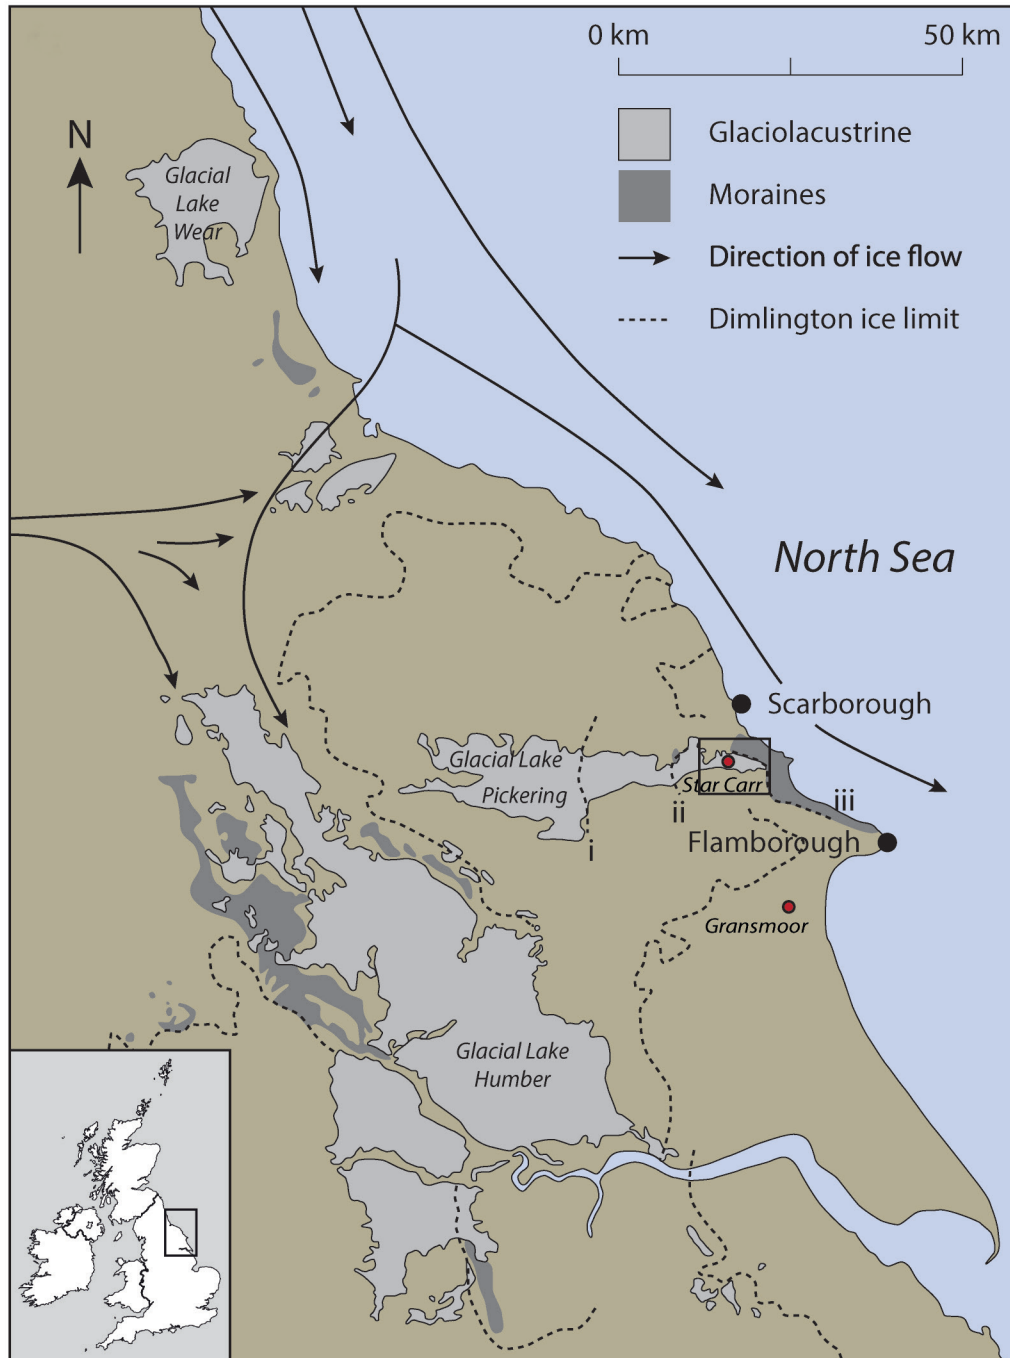 0 km 50 km
Glaciolacustrine
Moraines
Direction of ice flow
Dimlington ice limit
N
Glacial
Lake
Wear
North Sea
Scarborough
Glacial Lake
Pickering
Star Carr
i
ii
iii
Flamborough
Gransmoor
Glacial Lake
Humber